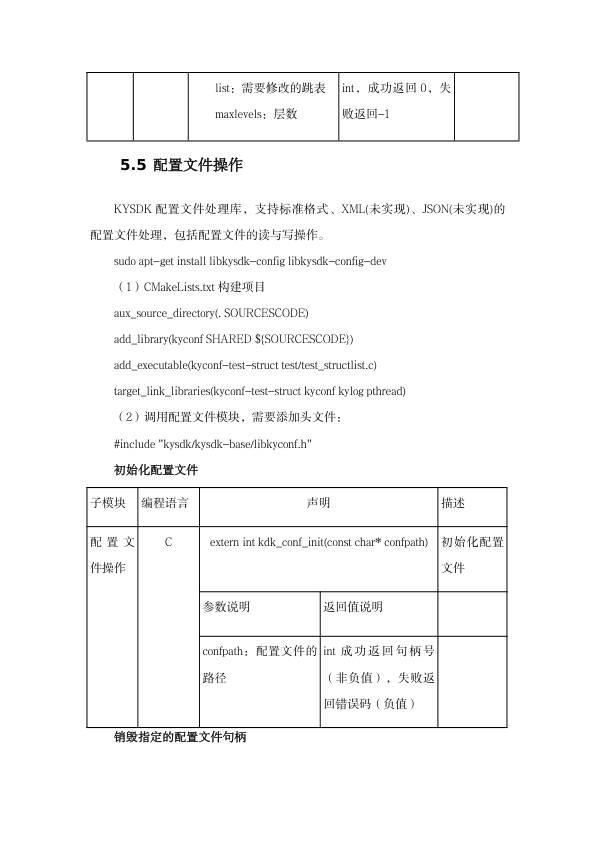 list：需要修改的跳表
maxlevels：层数
int，成功返回 0，失
败返回-1
5.5 配置文件操作
KYSDK 配置文件处理库，支持标准格式、XML(未实现)、JSON(未实现)的
配置文件处理，包括配置文件的读与写操作。
sudo apt-get install libkysdk-config libkysdk-config-dev
（1）CMakeLists.txt 构建项目
aux_source_directory(. SOURCESCODE)
add_library(kyconf SHARED ${SOURCESCODE})
add_executable(kyconf-test-struct test/test_structlist.c)
target_link_libraries(kyconf-test-struct kyconf kylog pthread)
（2）调用配置文件模块，需要添加头文件：
#include "kysdk/kysdk-base/libkyconf.h"
初始化配置文件
子模块 编程语言 声明 描述
配置文
件操作
C
extern int kdk_conf_init(const char* confpath)
初始化配置
文件
参数说明 返回值说明
confpath：配置文件的
路径
int 成功返回句柄号
（非负值），失败返
回错误码（负值）
销毁指定的配置文件句柄